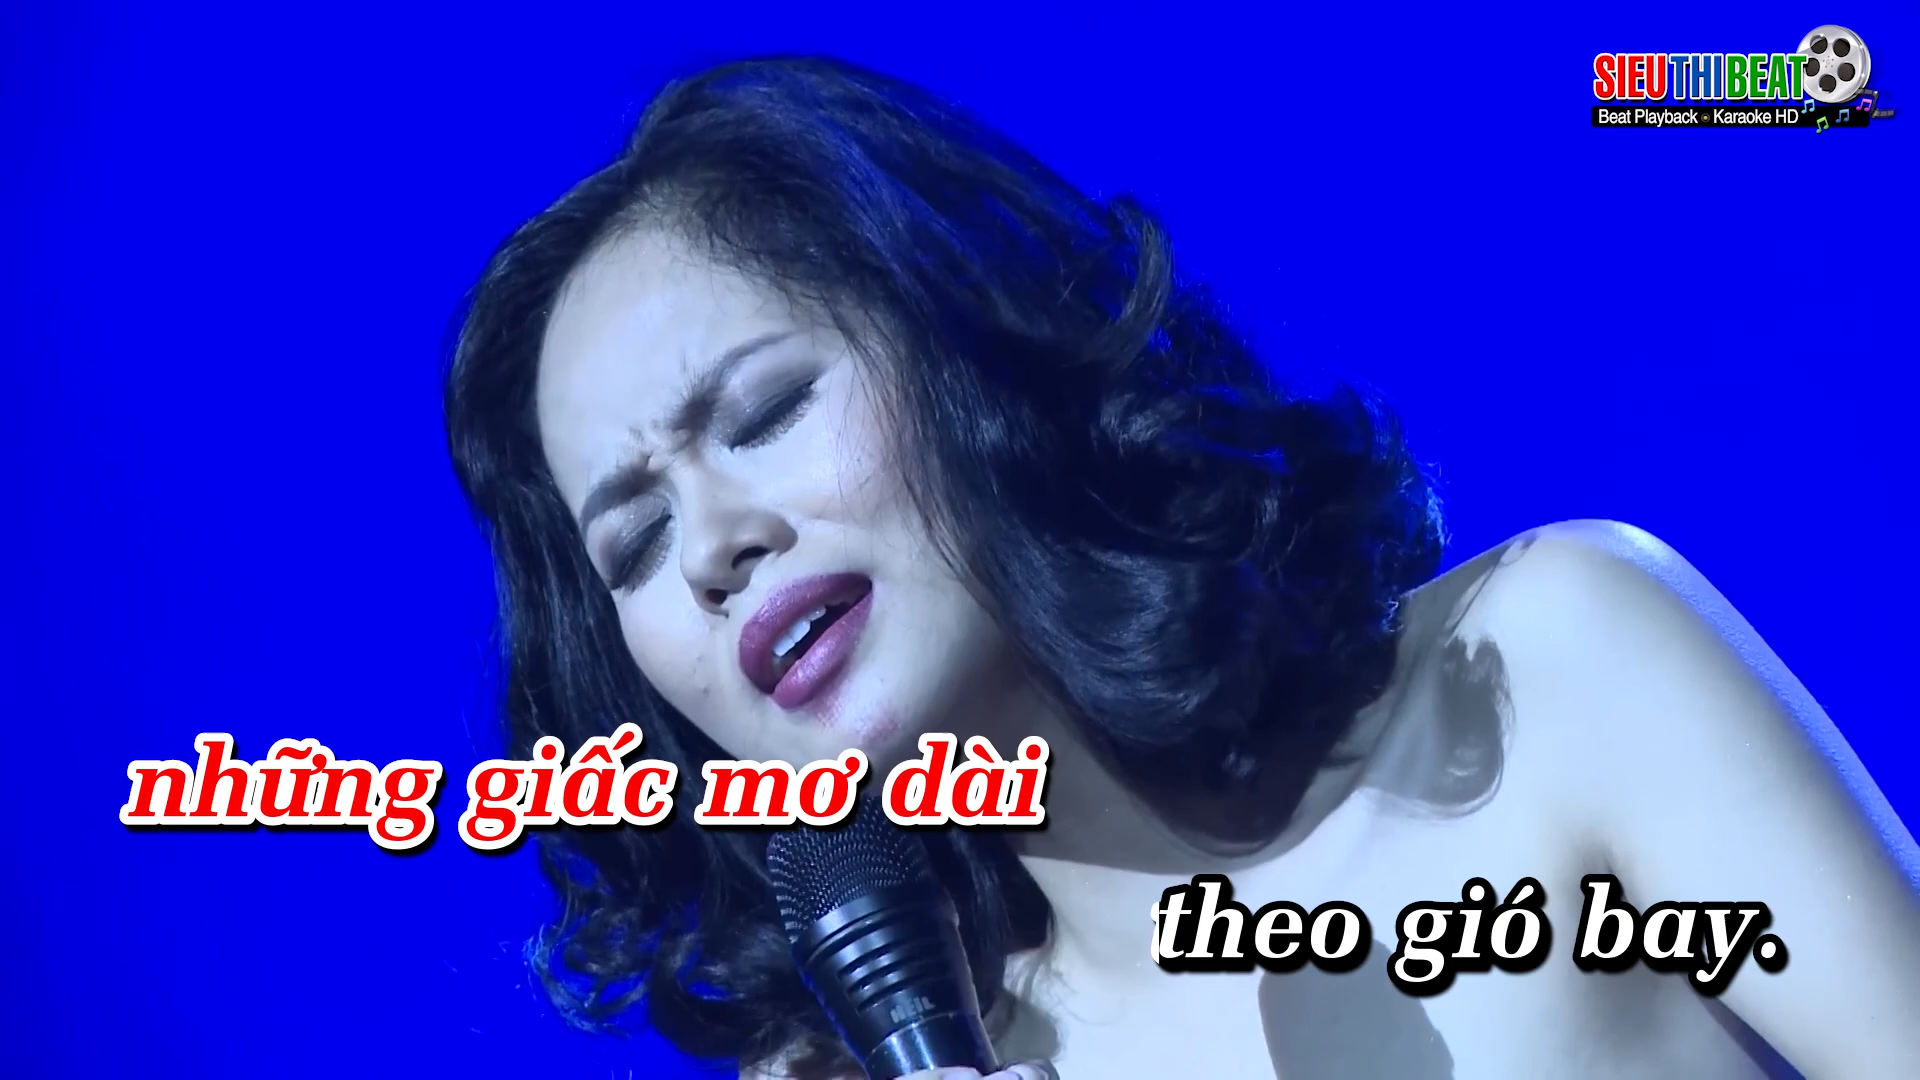 SIEUTHIBEAT
Beat Playback • Karaoke HD
những giấc mơ dài
theo gió bay.